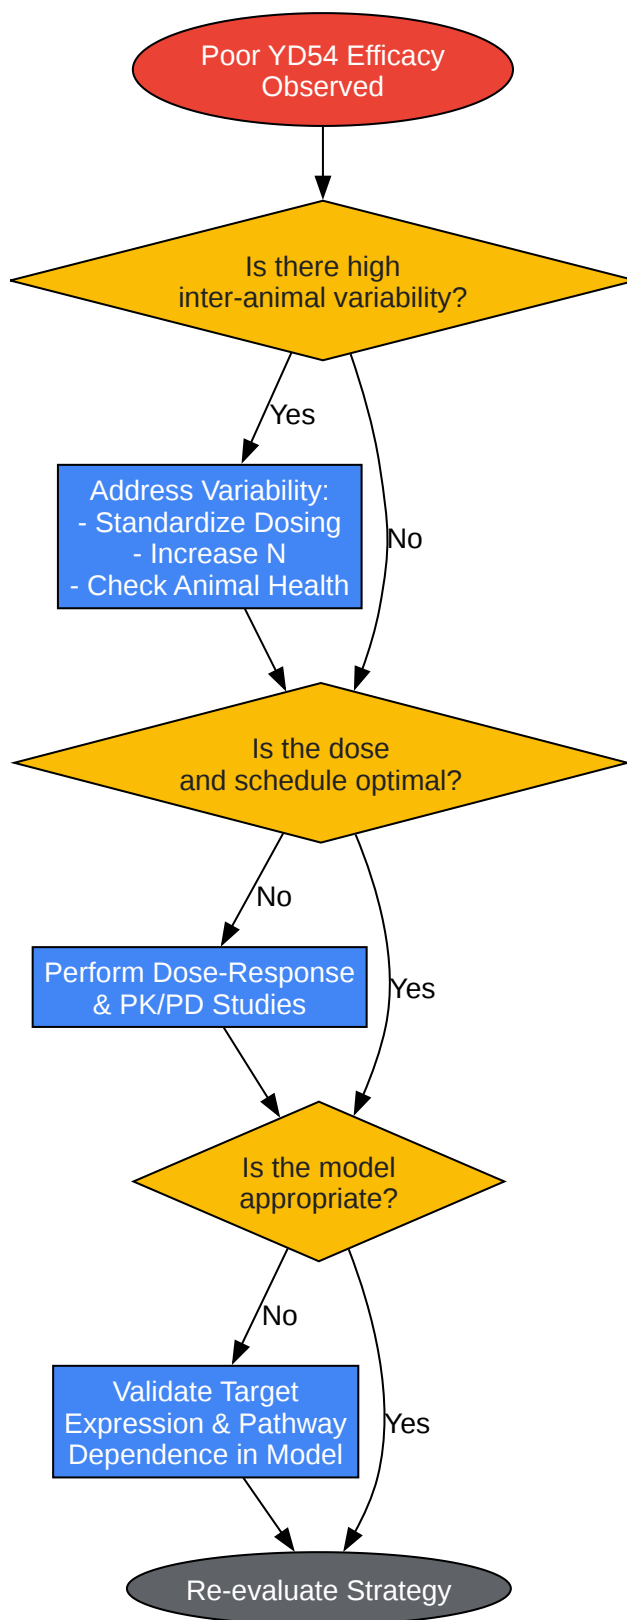 Poor YD54 Efficacy
Observed
Is there high
inter-animal variability?
Yes
Address Variability:
- Standardize Dosing
- Increase N
- Check Animal Health
No
Is the dose
and schedule optimal?
No
Perform Dose-Response
& PK/PD Studies
Yes
Is the model
appropriate?
No
Validate Target
Expression & Pathway
Dependence in Model
Yes
Re-evaluate Strategy